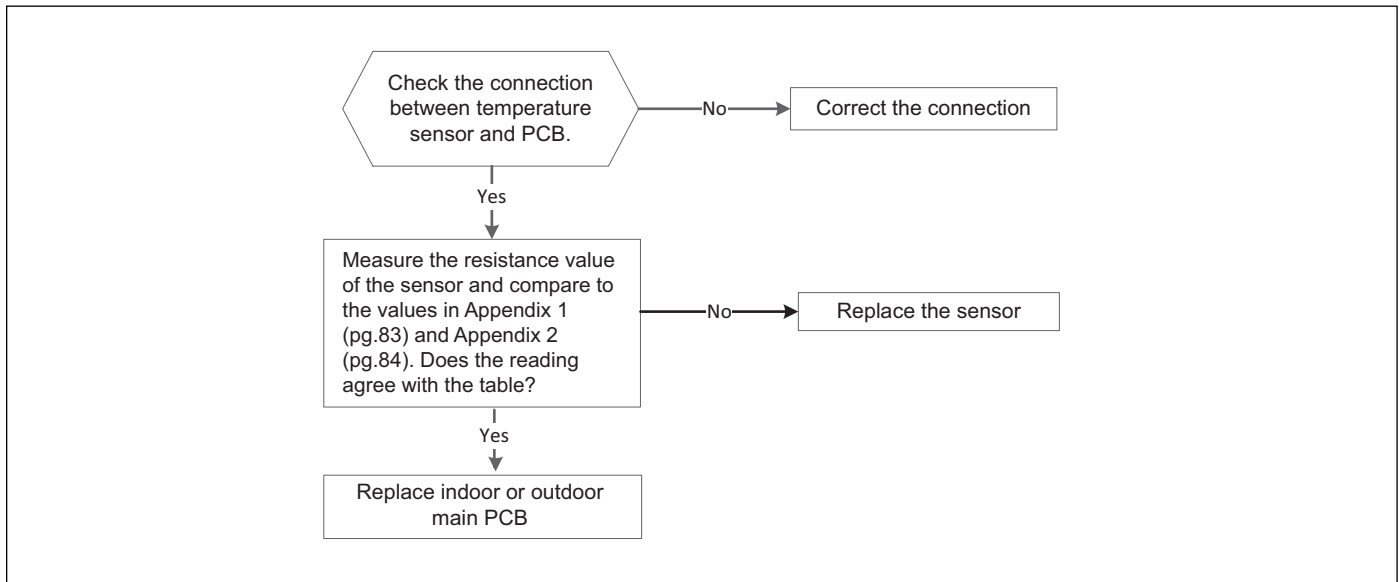 Check the connection
between temperature
sensor and PCB.
No
Correct the connection
Yes
Measure the resistance value
of the sensor and compare to
the values in Appendix 1
(pg.83) and Appendix 2
(pg.84). Does the reading
agree with the table?
No
Replace the sensor
Yes
Replace indoor or outdoor
main PCB